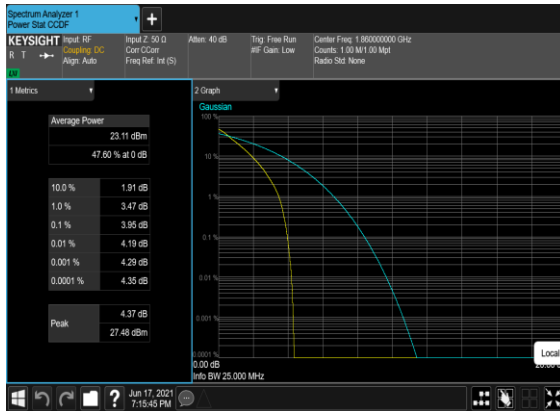 Spectrum Analyzer 1
Power Stat CCDF
KEYSIGHT
R T
LXI
Input: RF
Coupling: DC
Align: Auto
Input Z: 50 Ω
Corr CCorr
Freq Ref: Int (S)
Atten: 40 dB
Trig: Free Run
#IF Gain: Low
Center Freq: 1.860000000 GHz
Counts: 1.00 M/1.00 Mpt
Radio Std: None
1 Metrics
Average Power
23.11 dBm
47.60 % at 0 dB
10.0 % 1.91 dB
1.0 % 3.47 dB
0.1 % 3.95 dB
0.01 % 4.19 dB
0.001 % 4.29 dB
0.0001 % 4.35 dB
Peak
4.37 dB
27.48 dBm
2 Graph
Gaussian
100 %
10 %
1 %
0.1 %
0.01 %
0.001 %
0.0001 %
0.00 dB
Info BW 25.000 MHz
Local
?
Jun 17, 2021
7:15:45 PM